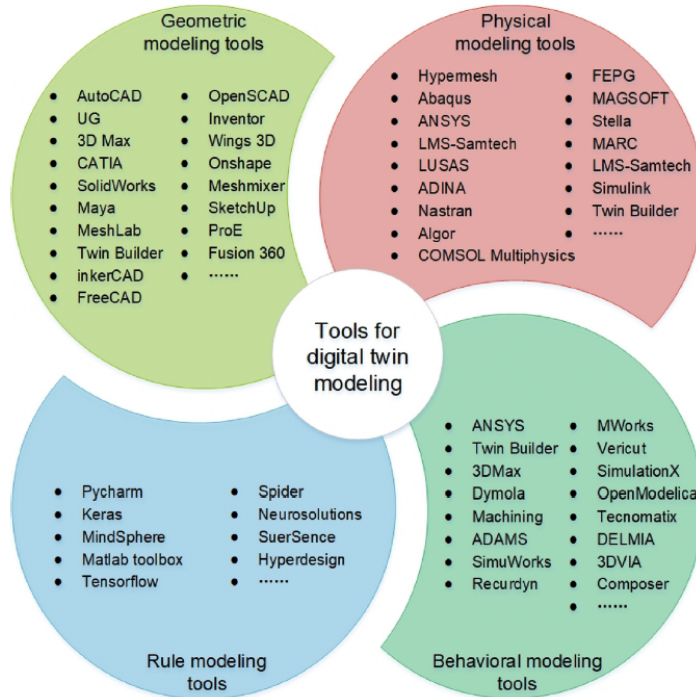 Geometric
modeling tools
● AutoCAD
● UG
● 3D Max
● CATIA
● SolidWorks
● Maya
● MeshLab
● Twin Builder
● inkerCAD
● FreeCAD
● OpenSCAD
● Inventor
● Wings 3D
● Onshape
● Meshmixer
● SketchUp
● ProE
● Fusion 360
● ······
Physical
modeling tools
● Hypermesh
● Abaqus
● ANSYS
● LMS-Samtech
● LUSAS
● ADINA
● Nastran
● Algor
● COMSOL Multiphysics
● FEPG
● MAGSOFT
● Stella
● MARC
● LMS-Samtech
● Simulink
● Twin Builder
● ······
Tools for
digital twin
modeling
● Pycharm
● Keras
● MindSphere
● Matlab toolbox
● Tensorflow
● Spider
● Neurosolutions
● SuerSence
● Hyperdesign
● ······
Rule modeling
tools
● ANSYS
● Twin Builder
● 3DMax
● Dymola
● Machining
● ADAMS
● SimuWorks
● Recurdyn
● MWorks
● Vericut
● SimulationX
● OpenModelica
● Tecnomatix
● DELMIA
● 3DVIA
● Composer
● ······
Behavioral modeling
tools